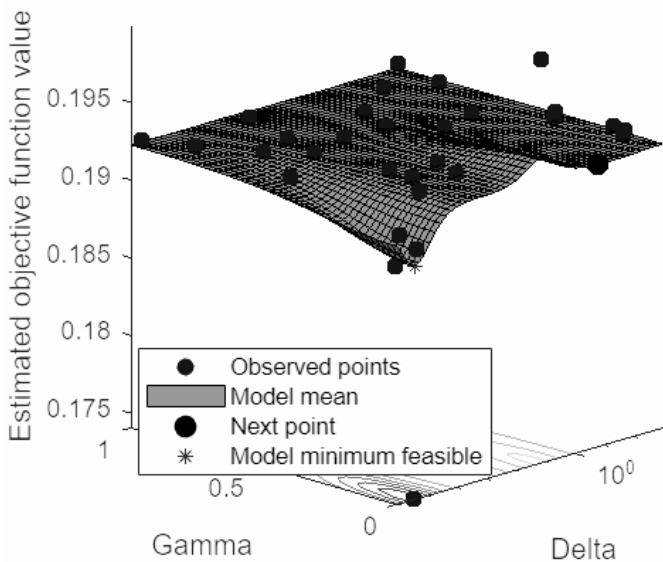 Estimated objective function value
0.195
0.19
0.185
0.18
0.175
Observed points
Model mean
Next point
Model minimum feasible
1
0.5
0
Gamma
10⁰
Delta